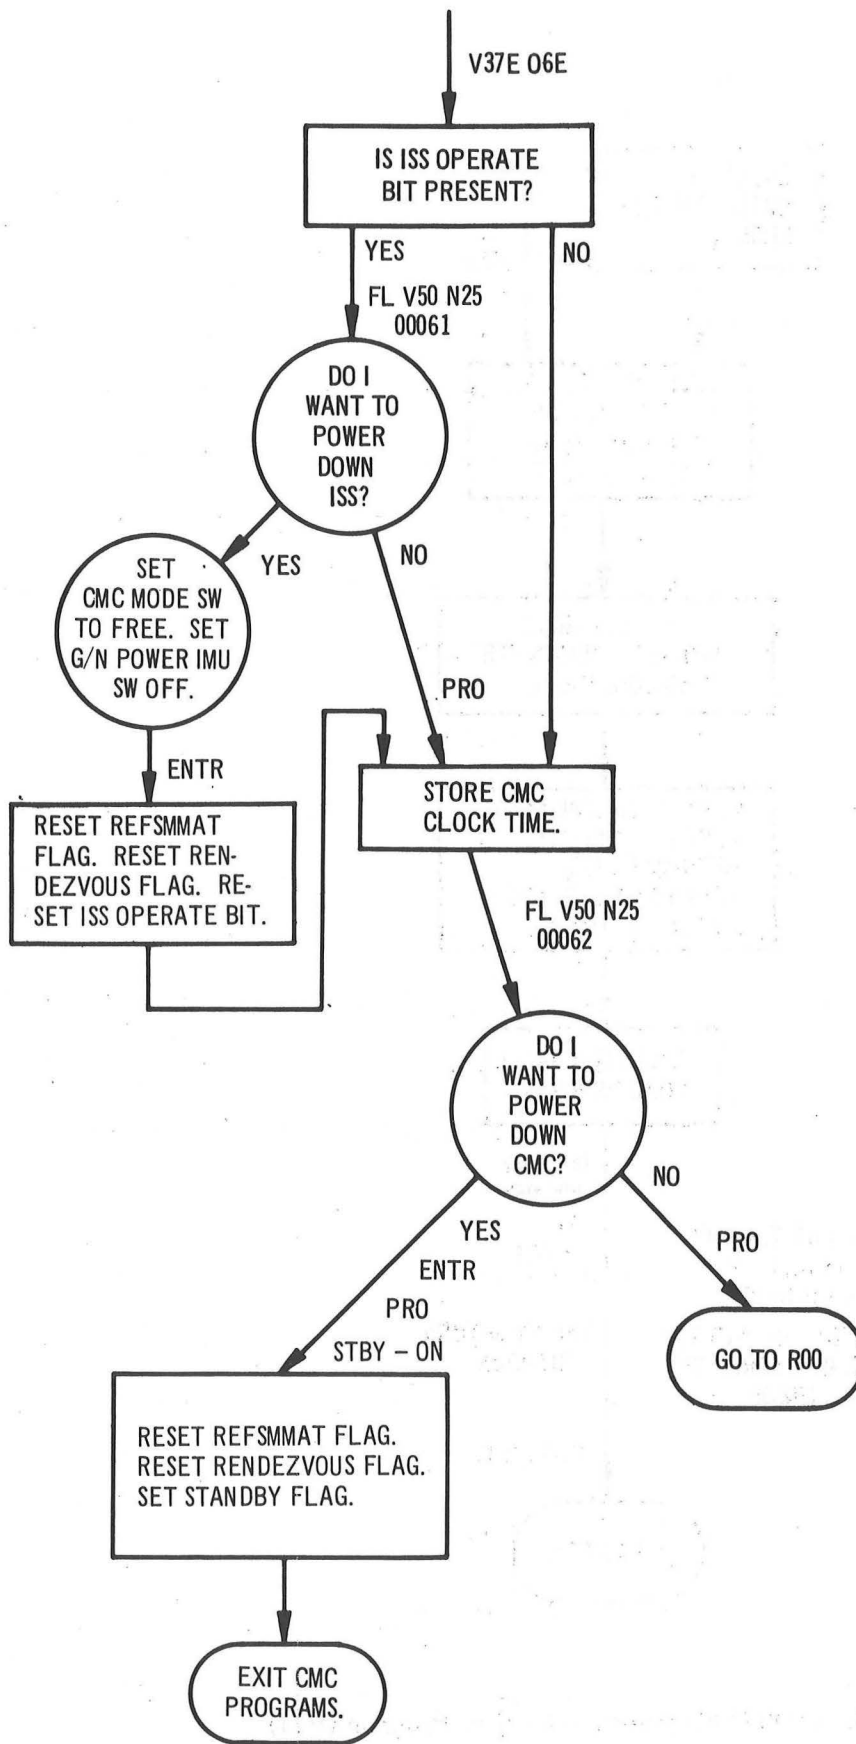 V37E 06E
IS ISS OPERATE
BIT PRESENT?
YES
NO
FL V50 N25
00061
DO I
WANT TO
POWER
DOWN
ISS?
YES
NO
SET
CMC MODE SW
TO FREE. SET
G/N POWER IMU
SW OFF.
PRO
ENTR
STORE CMC
CLOCK TIME.
RESET REFSMMAT
FLAG. RESET REN-
DEZVOUS FLAG. RE-
SET ISS OPERATE BIT.
FL V50 N25
00062
DO I
WANT TO
POWER
DOWN
CMC?
NO
YES
ENTR
PRO
STBY – ON
PRO
GO TO R00
RESET REFSMMAT FLAG.
RESET RENDEZVOUS FLAG.
SET STANDBY FLAG.
EXIT CMC
PROGRAMS.